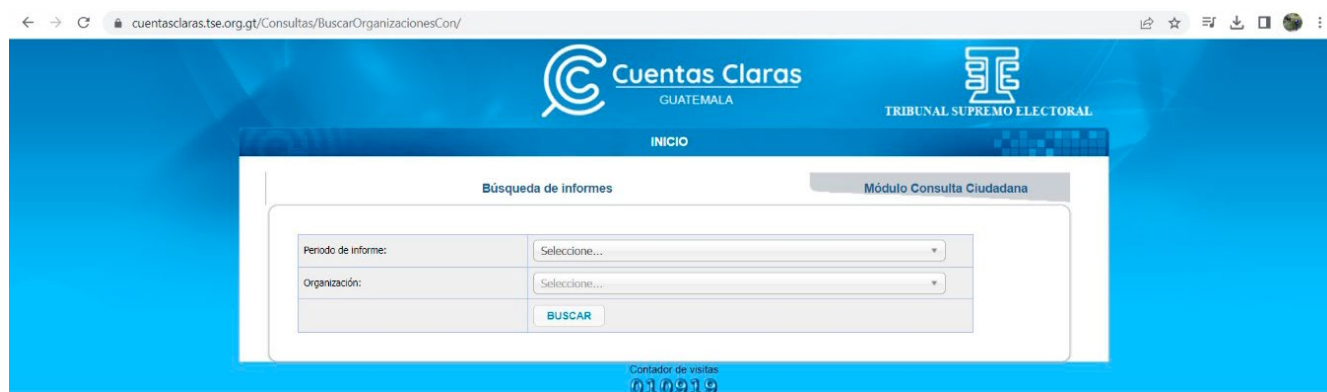 cuentasclaras.tse.org.gt/Consultas/BuscarOrganizacionesCon/
Cuentas Claras
GUATEMALA
TRIBUNAL SUPREMO ELECTORAL
INICIO
Búsqueda de informes
Módulo Consulta Ciudadana
Periodo de informe:
Seleccione...
Organización:
Seleccione...
BUSCAR
Contador de visitas
010919